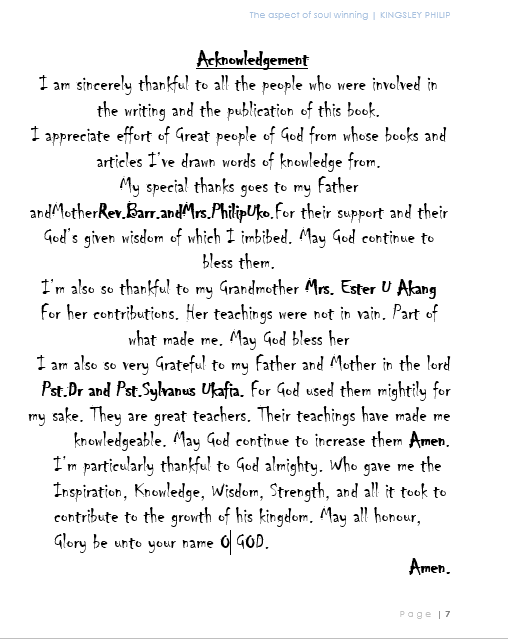 The aspect of soul winning | KINGSLEY PHILIP
Acknowledgement
I am sincerely thankful to all the people who were involved in
the writing and the publication of this book.
I appreciate effort of Great people of God from whose books and
articles I've drawn words of knowledge from.
My special thanks goes to my Father
andMotherRev.Barr.andMrs.PhilipUko.For their support and their
God's given wisdom of which I imbibed. May God continue to
bless them.
I'm also so thankful to my Grandmother Mrs. Ester U Akang
For her contributions. Her teachings were not in vain. Part of
what made me. May God bless her
I am also so very Grateful to my Father and Mother in the lord
Pst.Dr and Pst.Sylvanus Ukafia. For God used them mightily for
my sake. They are great teachers. Their teachings have made me
knowledgeable. May God continue to increase them Amen.
I'm particularly thankful to God almighty. Who gave me the
Inspiration, Knowledge, Wisdom, Strength, and all it took to
contribute to the growth of his kingdom. May all honour,
Glory be unto your name O GOD.
Amen.
Page | 7